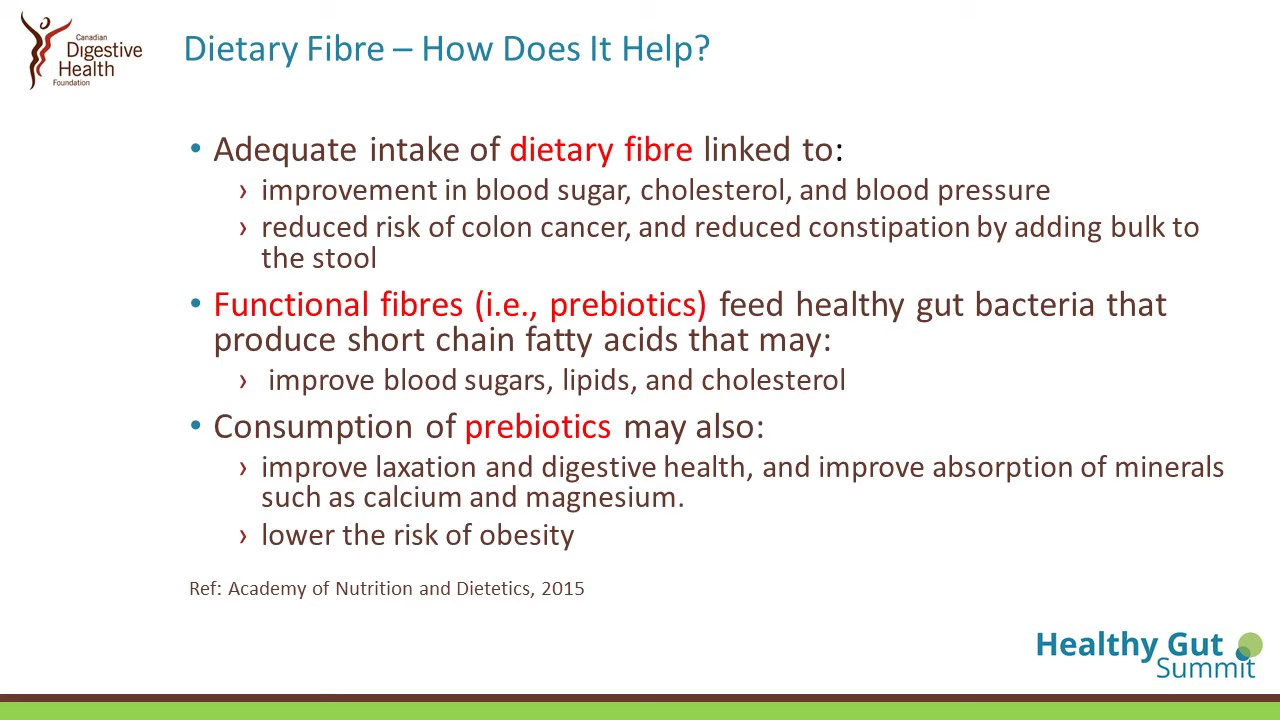 Canadian
Digestive
Health
Foundation
Dietary Fibre – How Does It Help?
• Adequate intake of dietary fibre linked to:
› improvement in blood sugar, cholesterol, and blood pressure
› reduced risk of colon cancer, and reduced constipation by adding bulk to
the stool
• Functional fibres (i.e., prebiotics) feed healthy gut bacteria that
produce short chain fatty acids that may:
› improve blood sugars, lipids, and cholesterol
• Consumption of prebiotics may also:
› improve laxation and digestive health, and improve absorption of minerals
such as calcium and magnesium.
› lower the risk of obesity
Ref: Academy of Nutrition and Dietetics, 2015
Healthy Gut
Summit